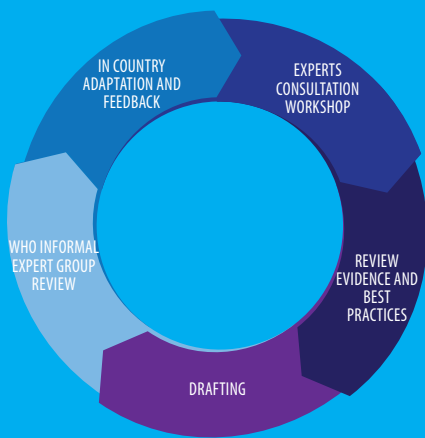 IN COUNTRY
ADAPTATION AND
FEEDBACK
EXPERTS
CONSULTATION
WORKSHOP
REVIEW
EVIDENCE AND
BEST
PRACTICES
DRAFTING
WHO INFORMAL
EXPERT GROUP
REVIEW